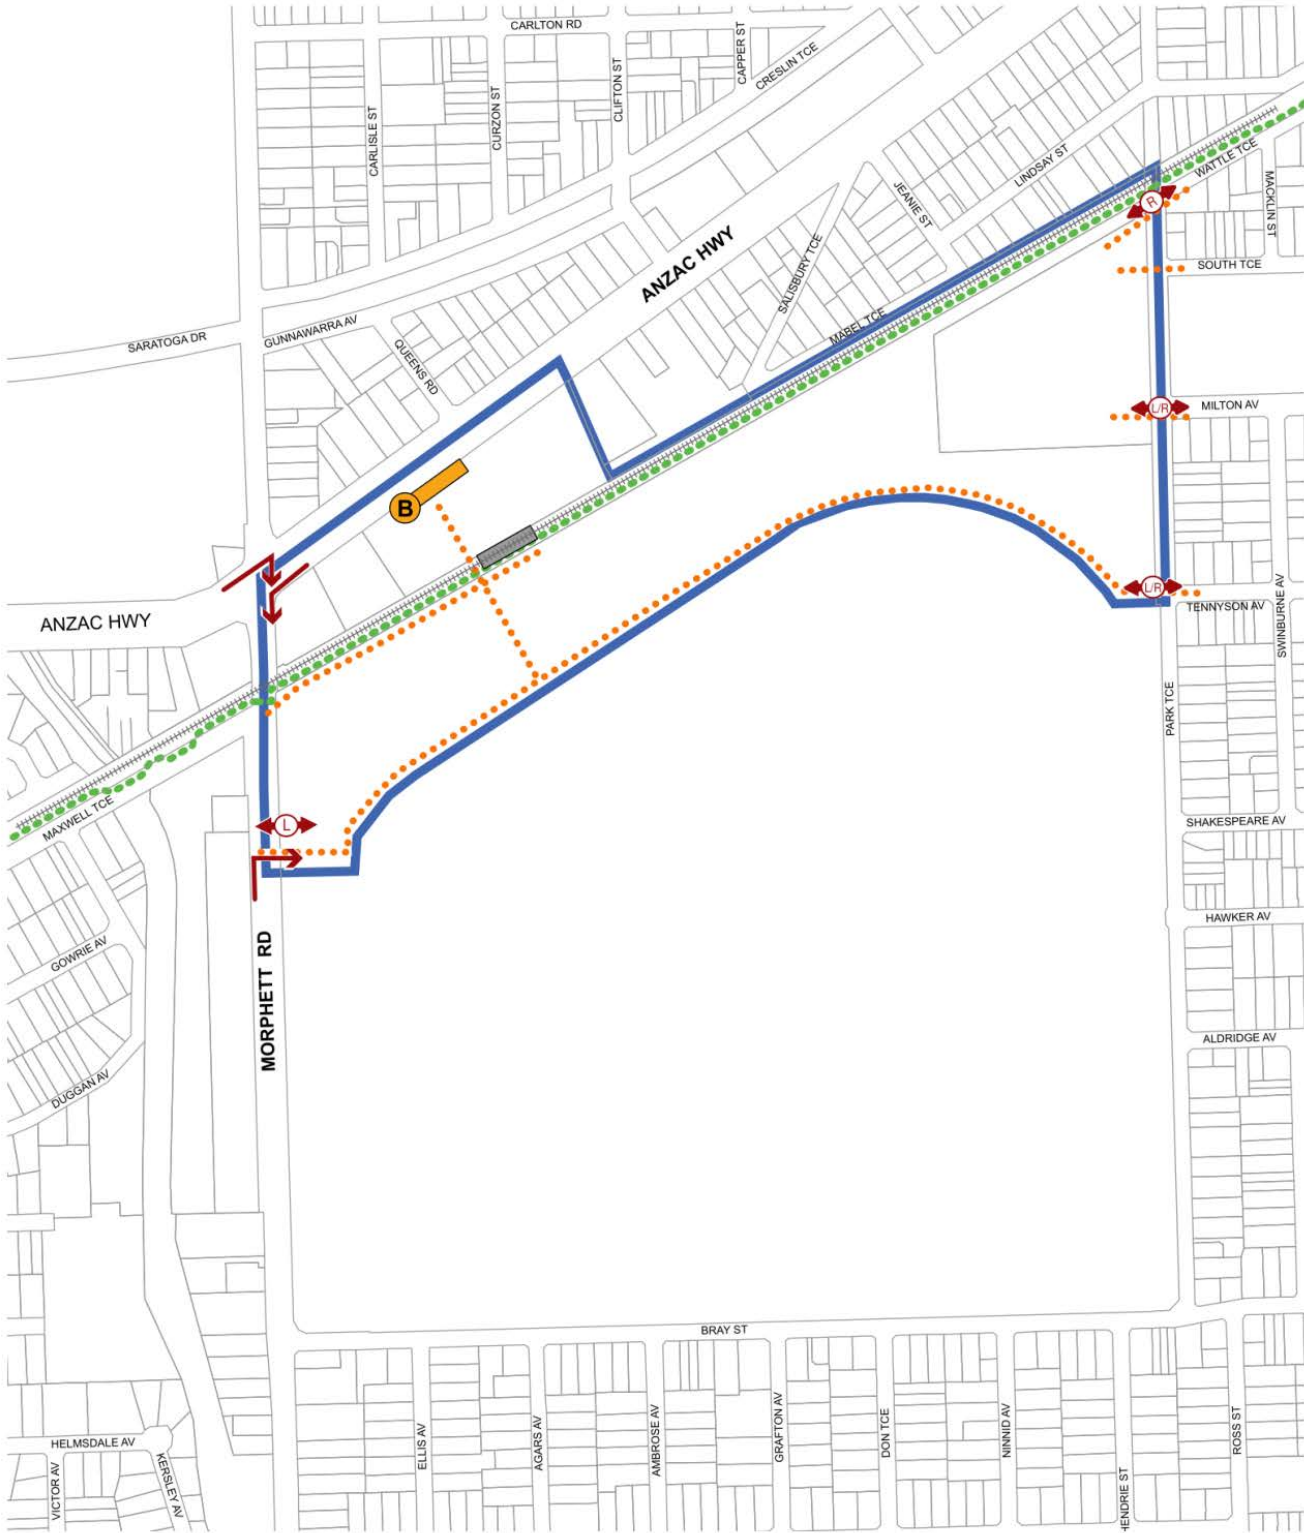 CARLTON RD
CAPPER ST
CRESLIN TCE
CLIFTON ST
CURZON ST
CARLISLE ST
LINDSAY ST
WATTLE TCE
MACKLIN ST
JEANIE ST
R
ANZAC HWY
SALISBURY TCE
SOUTH TCE
MABEL TCE
GUNNAWARRA AV
SARATOGA DR
QUEENS RD
L/R
MILTON AV
B
L/R
TENNYSON AV
SWINBURNE AV
ANZAC HWY
PARK TCE
MAXWELL TCE
L
SHAKESPEARE AV
HAWKER AV
GOWRIE AV
MORPHETT RD
ALDRIDGE AV
DUGGAN AV
BRAY ST
HELMSDALE AV
VICTOR AV
KERSLEY AV
ELLIS AV
AGARS AV
AMBROSE AV
GRAFTON AV
DON TCE
NINNID AV
HENDRIE ST
ROSS ST